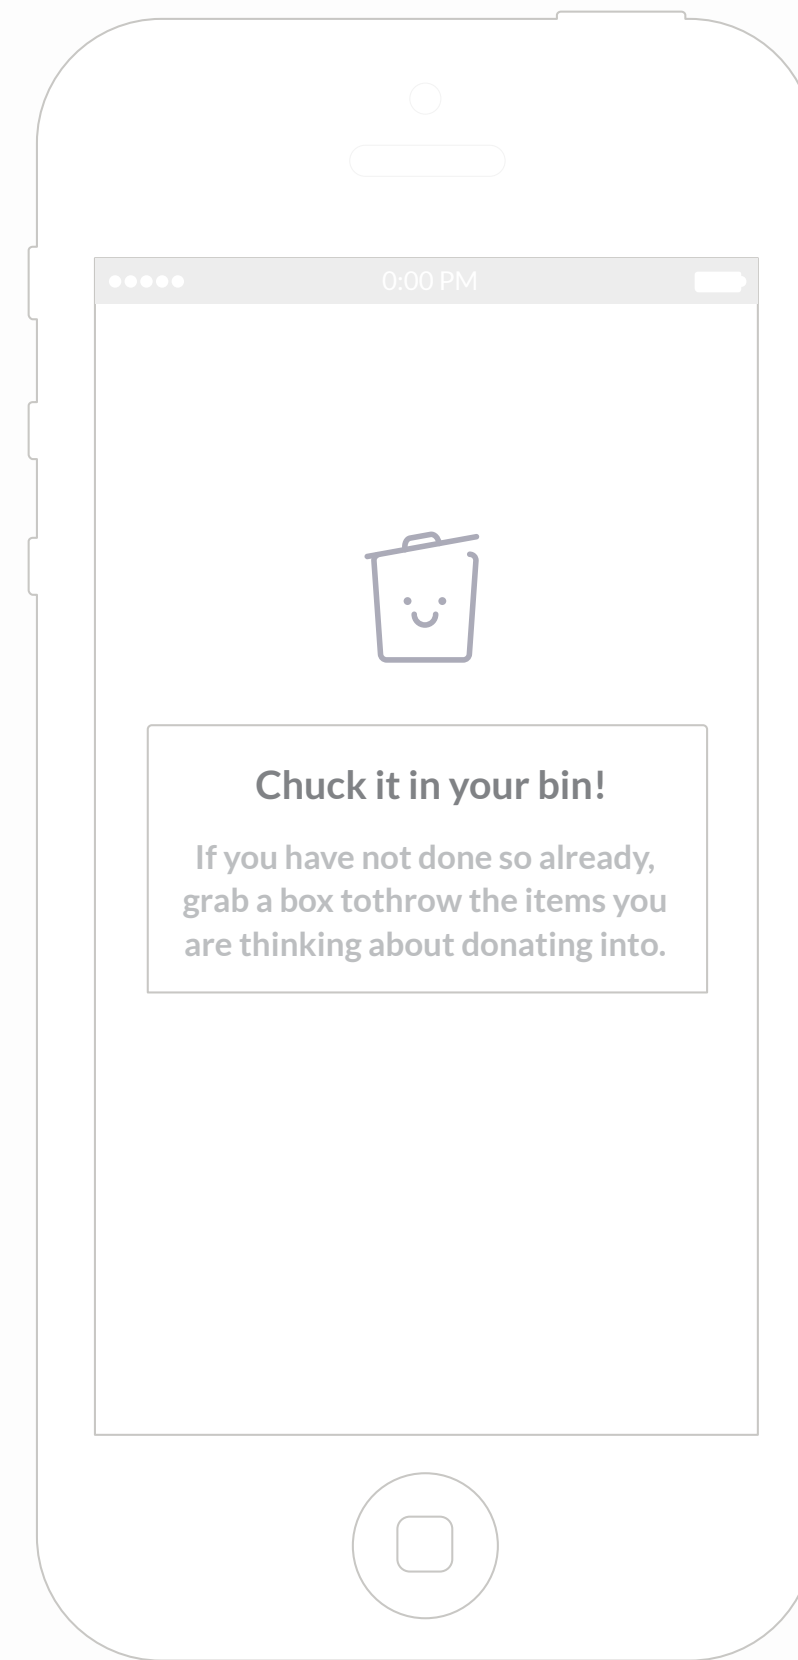 0:00 PM
Chuck it in your bin!
If you have not done so already,
grab a box tothrow the items you
are thinking about donating into.